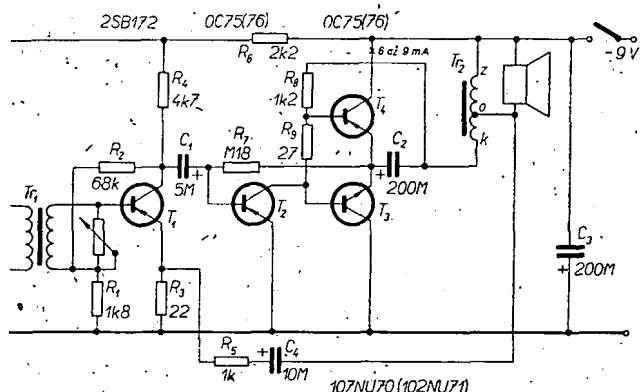 2SB172 OC75(76) OC75(76)
R6 2k2
-9V
6 až 9 mA
Tr2
R4
4k7
R8
1k2
T4
z
o
k
R2
68k
C1
5M
R7
M18
R9
27
C2
200M
Tr1
T1
T2
T3
C3
200M
R1
1k8
R3
22
R5
1k
C4
10M
107NU70 (102NU71)